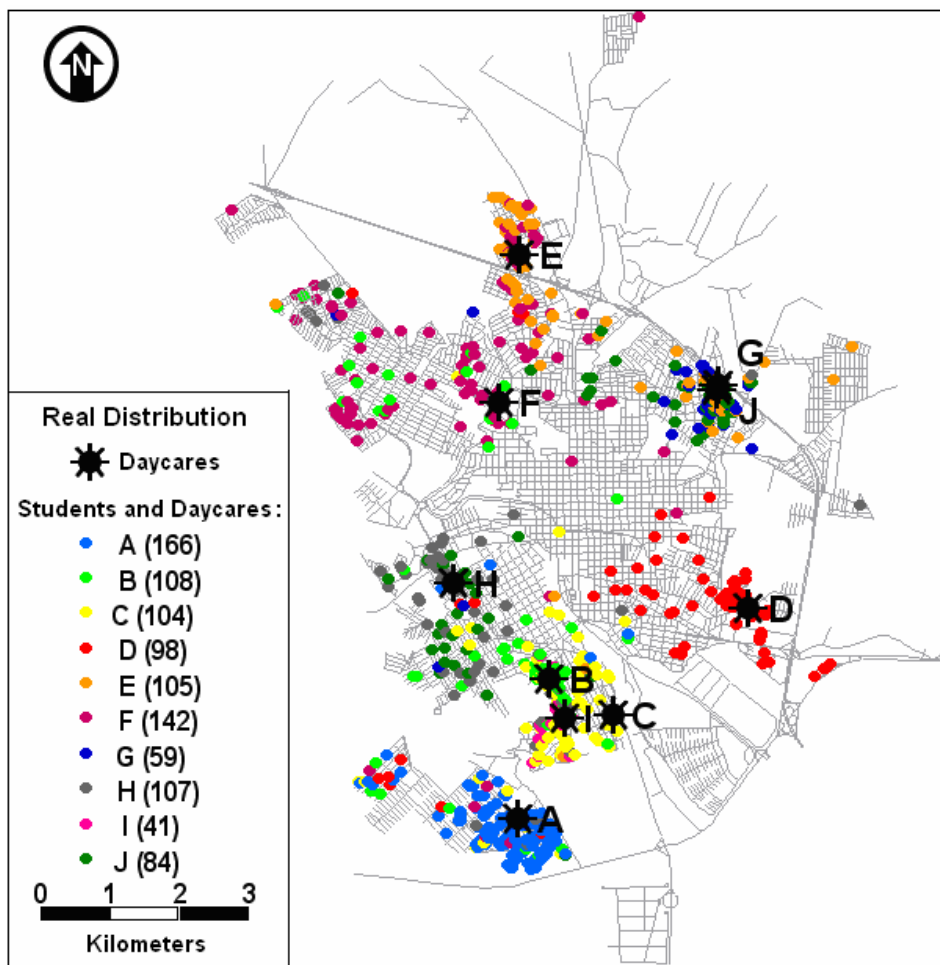 N
E
G
F
J
H
D
B
I
C
A
Real Distribution
Daycares
Students and Daycares:
A (166)
B (108)
C (104)
D (98)
E (105)
F (142)
G (59)
H (107)
I (41)
J (84)
0 1 2 3
Kilometers